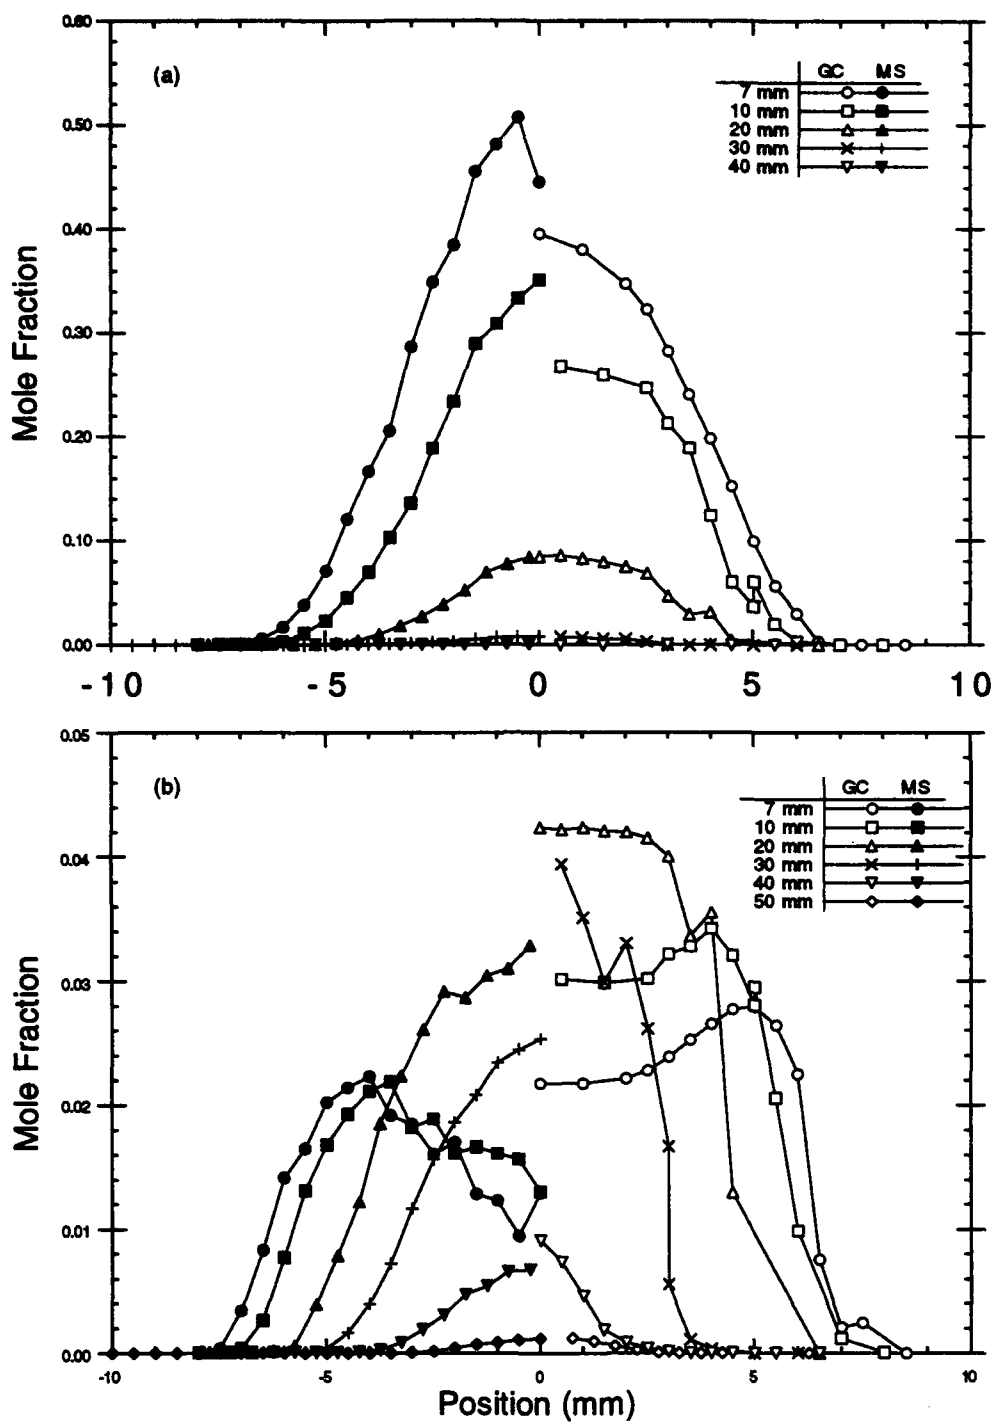 0.60
(a)
GC MS
7 mm
10 mm
20 mm
30 mm
40 mm
0.50
0.40
0.30
0.20
0.10
0.00
Mole Fraction
-10 -5 0 5 10
0.05
(b)
GC MS
7 mm
10 mm
20 mm
30 mm
40 mm
50 mm
0.04
0.03
0.02
0.01
0.00
Mole Fraction
-10 -5 0 5 10
Position (mm)